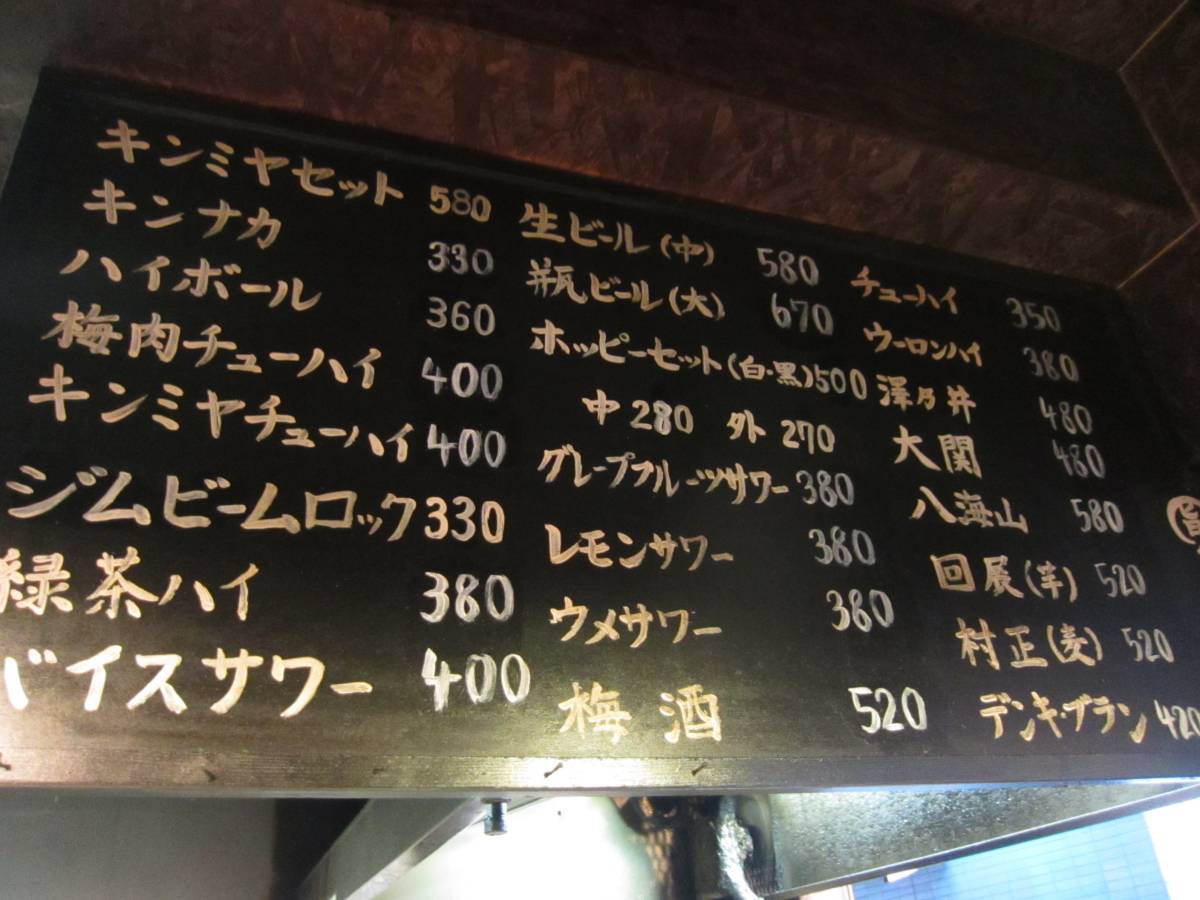 キンミヤセット 580
キンナカ 330
ハイボール 360
梅肉チューハイ 400
キンミヤチューハイ 400
ジムビームロック 330
緑茶ハイ 380
バイスサワー 400
生ビール(中) 580
瓶ビール(大) 670
ホッピーセット(白・黒) 500
中 280 外 270
グレープフルーツサワー 380
レモンサワー 380
ウメサワー 380
梅酒 520
チューハイ 350
ウーロンハイ 380
澤乃井 480
大関 480
八海山 580
回展(芋) 520
村正(麦) 520
デンキ・ブラン 420